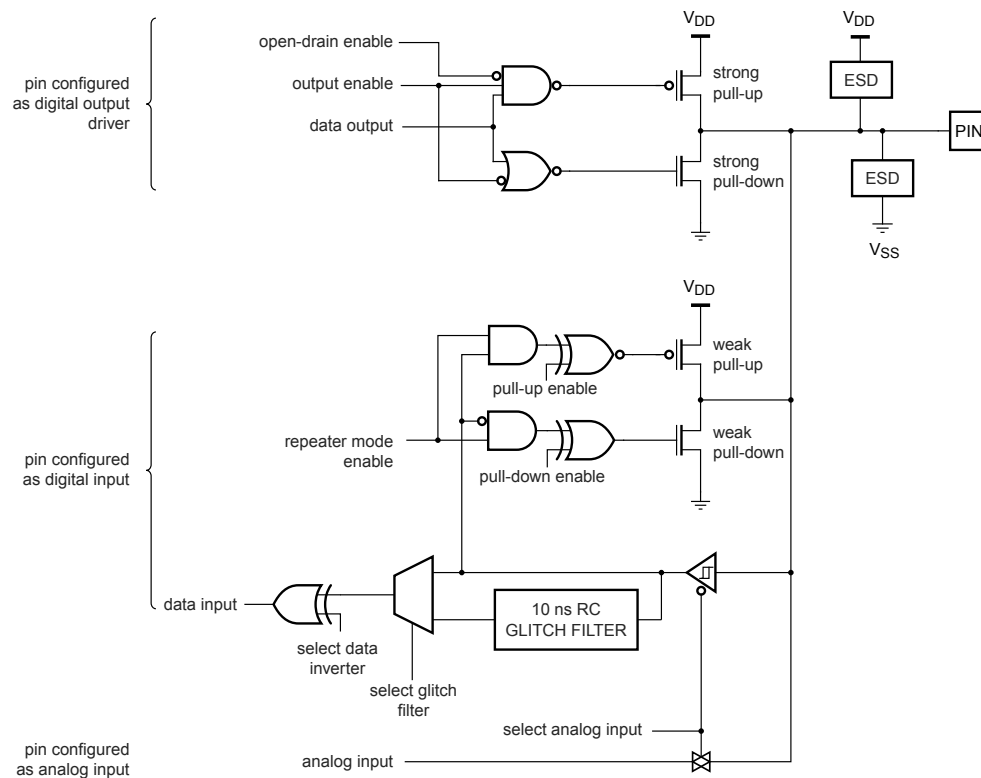 VDD
VDD
open-drain enable
output enable
data output
pin configured
as digital output
driver
strong
pull-up
ESD
PIN
strong
pull-down
ESD
VSS
VDD
weak
pull-up
pull-up enable
repeater mode
enable
weak
pull-down
pull-down enable
pin configured
as digital input
data input
10 ns RC
GLITCH FILTER
select data
inverter
select glitch
filter
select analog input
analog input
pin configured
as analog input